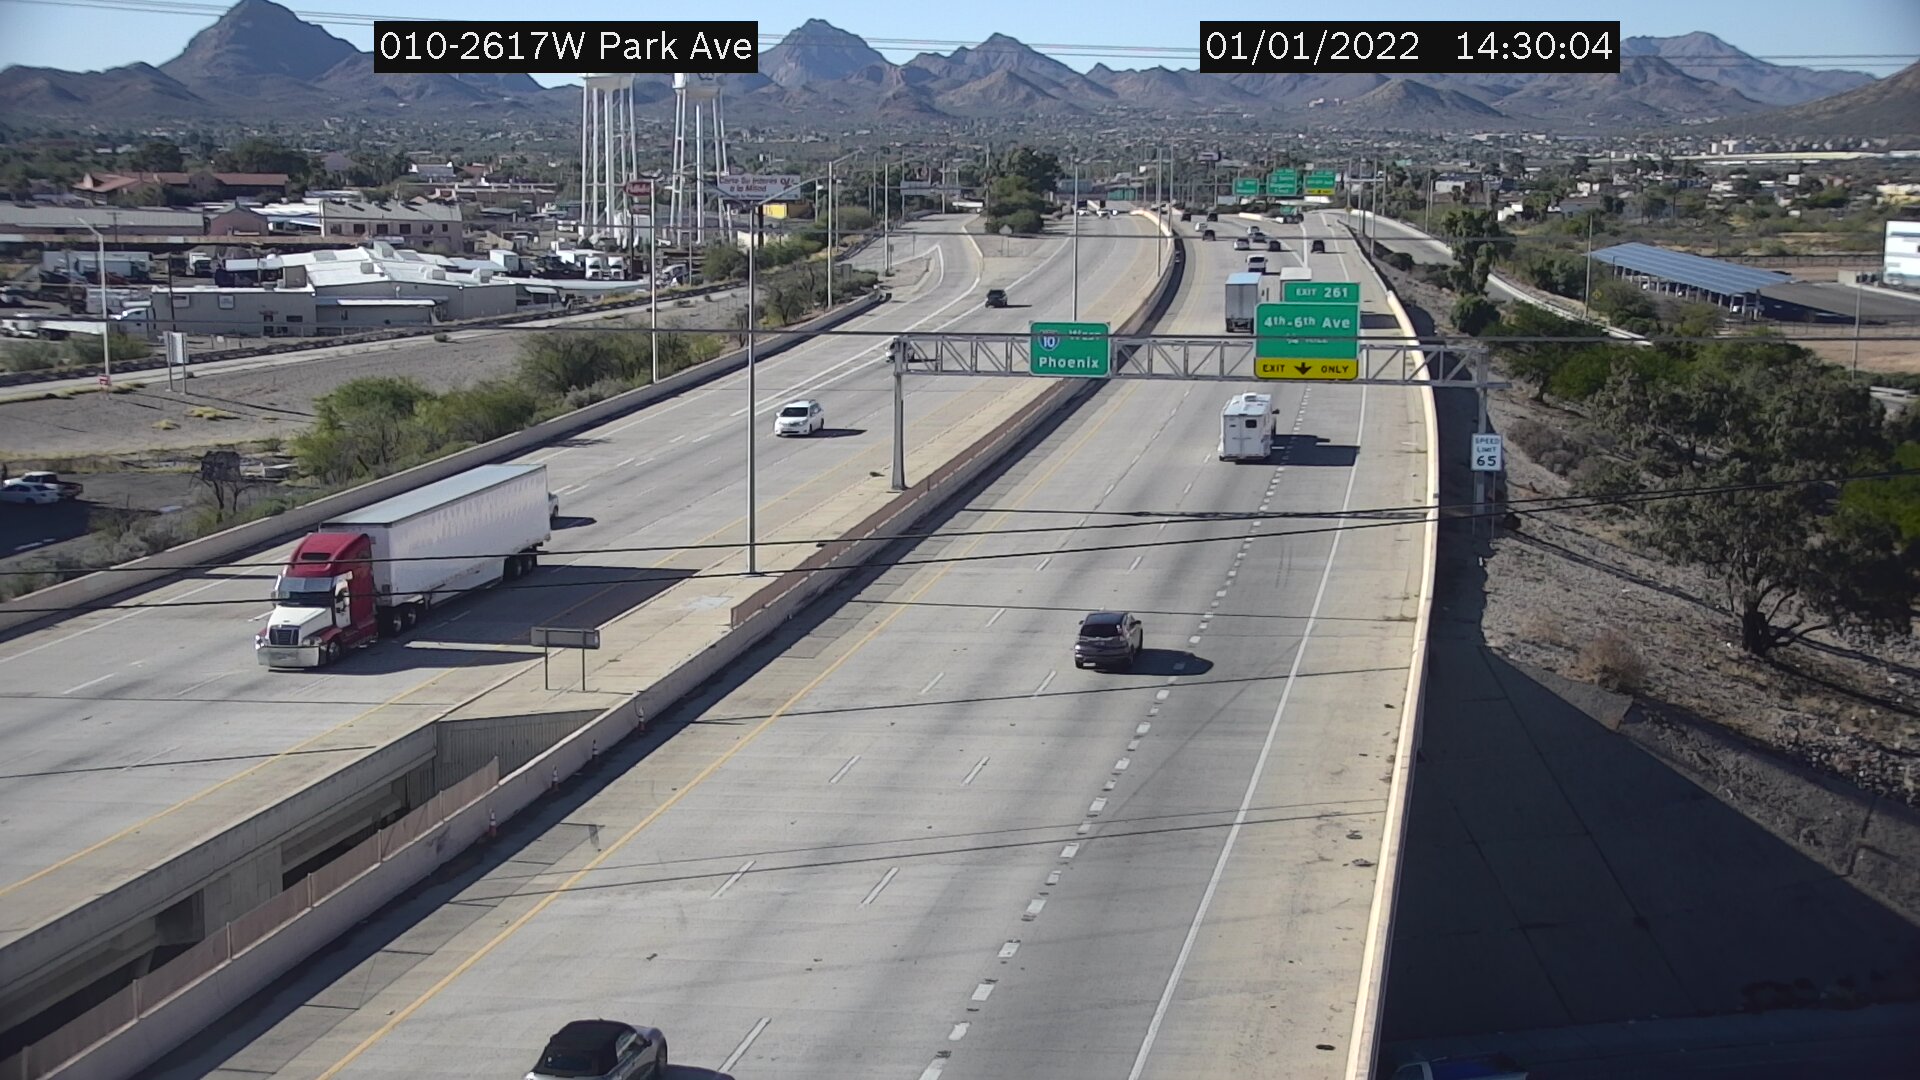 010-2617W Park Ave
01/01/2022 14:30:04
EXIT 261
4th-6th Ave
EXIT ONLY
10 West
Phoenix
SPEED
LIMIT
65